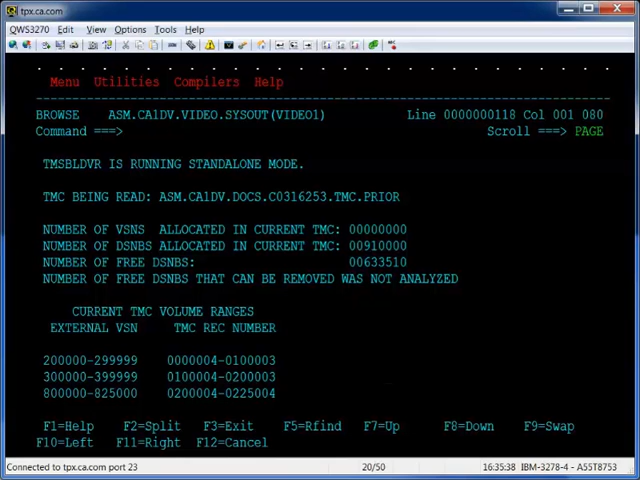 tpx.ca.com
QWS3270 Edit View Options Tools Help
Menu Utilities Compilers Help
BROWSE ASM.CA1DV.VIDEO.SYSOUT(VIDEO1) Line 0000000118 Col 001 080
Command ===> Scroll ===> PAGE
TMSBLDVR IS RUNNING STANDALONE MODE.
TMC BEING READ: ASM.CA1DV.DOCS.C0316253.TMC.PRIOR
NUMBER OF VSNS ALLOCATED IN CURRENT TMC: 00000000
NUMBER OF DSNBS ALLOCATED IN CURRENT TMC: 00910000
NUMBER OF FREE DSNBS: 00633510
NUMBER OF FREE DSNBS THAT CAN BE REMOVED WAS NOT ANALYZED
CURRENT TMC VOLUME RANGES
EXTERNAL VSN TMC REC NUMBER
200000-299999 0000004-0100003
300000-399999 0100004-0200003
800000-825000 0200004-0225004
F1=Help F2=Split F3=Exit F5=Rfind F7=Up F8=Down F9=Swap
F10=Left F11=Right F12=Cancel
Connected to tpx.ca.com port 23 20/50 16:35:38 IBM-3278-4 - A55T8753